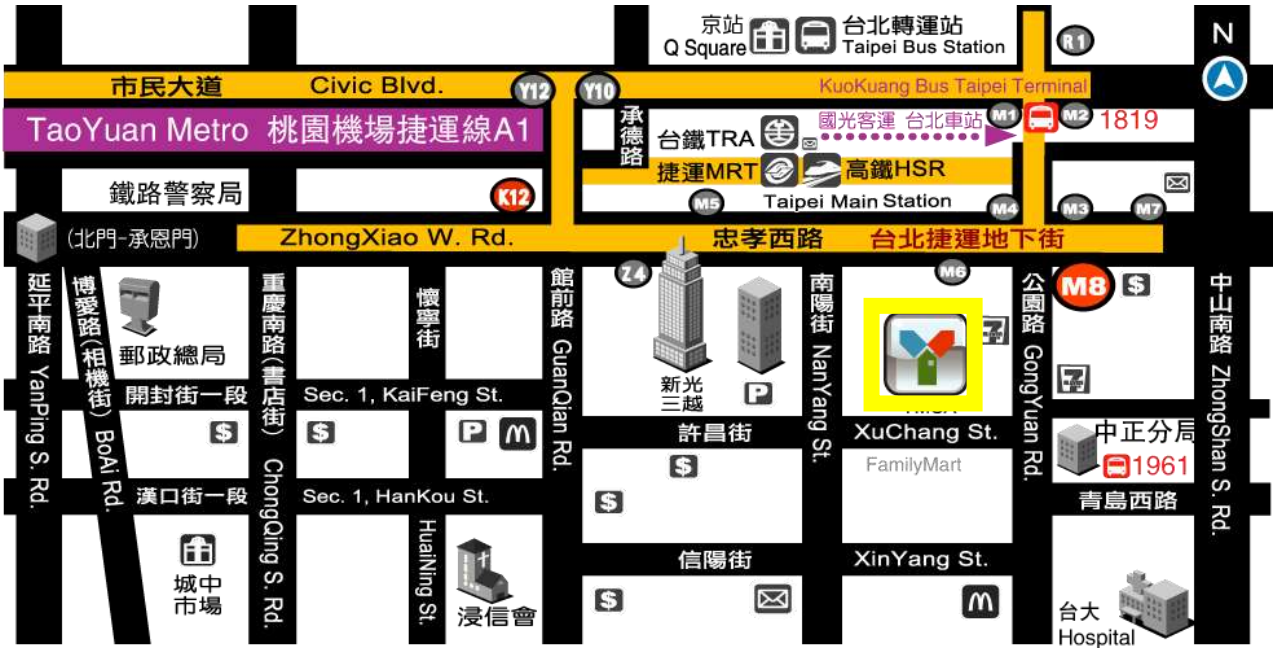 京站
Q Square
台北轉運站
Taipei Bus Station
R1
N
市民大道 Civic Blvd.
Y12
Y10
KuoKuang Bus Taipei Terminal
TaoYuan Metro 桃園機場捷運線A1
承德路
台鐵TRA
國光客運 台北車站
M1
M2
1819
捷運MRT
高鐵HSR
鐵路警察局
K12
M5
Taipei Main Station
M4
M3
M7
(北門-承恩門)
ZhongXiao W. Rd.
忠孝西路
台北捷運地下街
Z4
M6
M8
$
延平南路 YanPing S. Rd.
博愛路(相機街) BoAi Rd.
郵政總局
重慶南路(書店街) ChongQing S. Rd.
懷寧街
HuaiNing St.
館前路 GuanQian Rd.
新光
三越
P
南陽街 NanYang St.
7
ELEVEN
公園路 GongYuan Rd.
7
ELEVEN
中山南路 ZhongShan S. Rd.
開封街一段
Sec. 1, KaiFeng St.
$
$
P
許昌街
XuChang St.
中正分局
1961
$
FamilyMart
漢口街一段
Sec. 1, HanKou St.
$
青島西路
城中
市場
浸信會
信陽街
XinYang St.
$
台大
Hospital